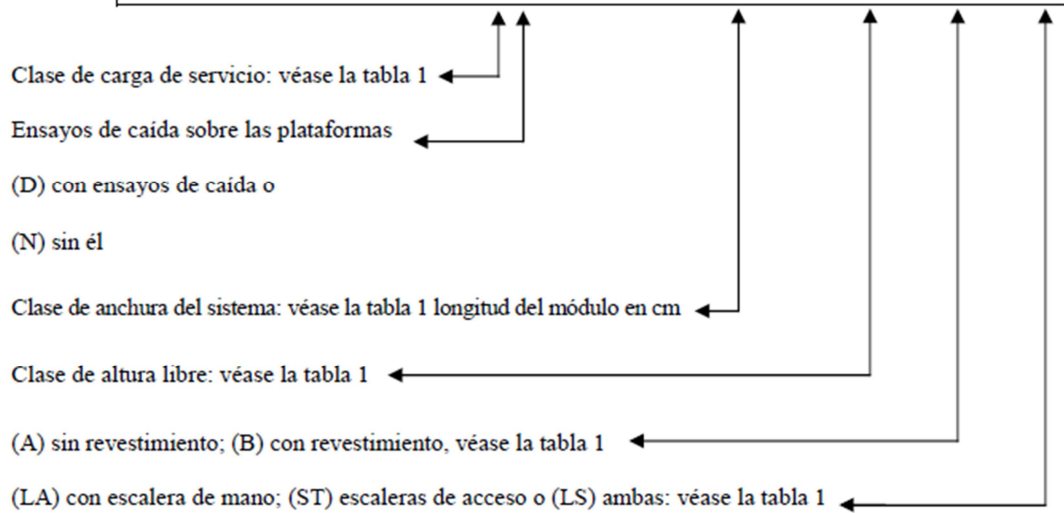 Clase de carga de servicio: véase la tabla 1
Ensayos de caída sobre las plataformas
(D) con ensayos de caída o
(N) sin él
Clase de anchura del sistema: véase la tabla 1 longitud del módulo en cm
Clase de altura libre: véase la tabla 1
(A) sin revestimiento; (B) con revestimiento, véase la tabla 1
(LA) con escalera de mano; (ST) escaleras de acceso o (LS) ambas: véase la tabla 1